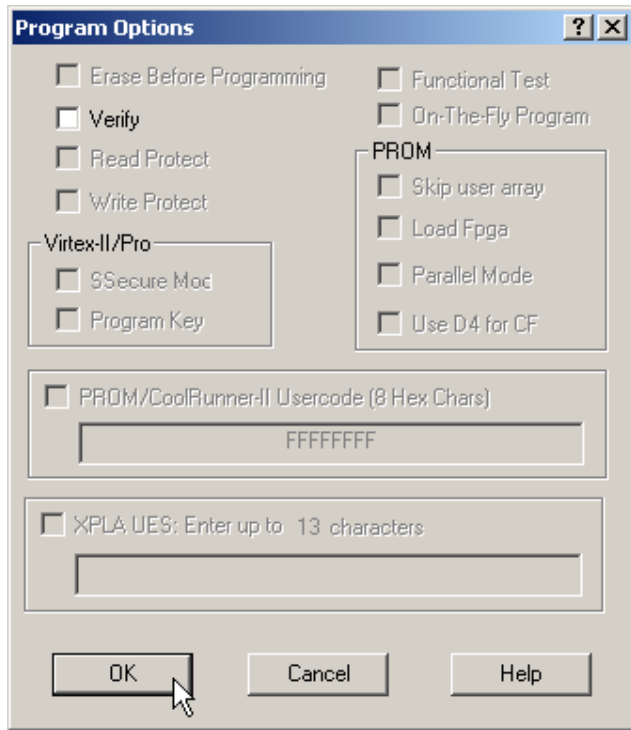 Program Options
Erase Before Programming
Functional Test
Verify
On-The-Fly Program
Read Protect
PROM
Write Protect
Skip user array
Load Fpga
Virtex-II/Pro
SSecure Moc
Parallel Mode
Program Key
Use D4 for CF
PROM/CoolRunner-II Usercode (8 Hex Chars)
FFFFFFFF
XPLA UES: Enter up to 13 characters
OK
Cancel
Help